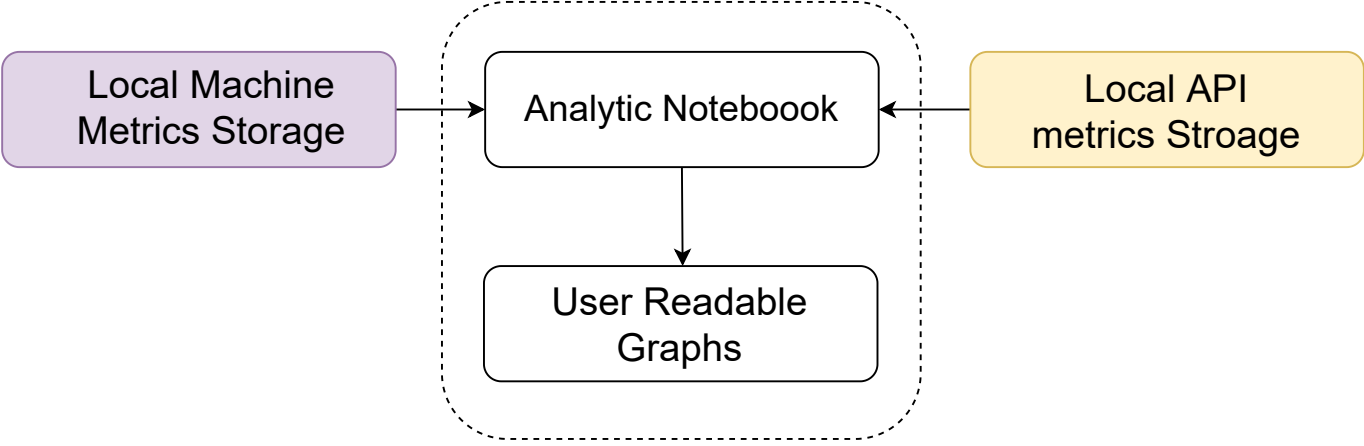 Local Machine
Metrics Storage
Analytic Noteboook
Local API
metrics Stroage
User Readable
Graphs